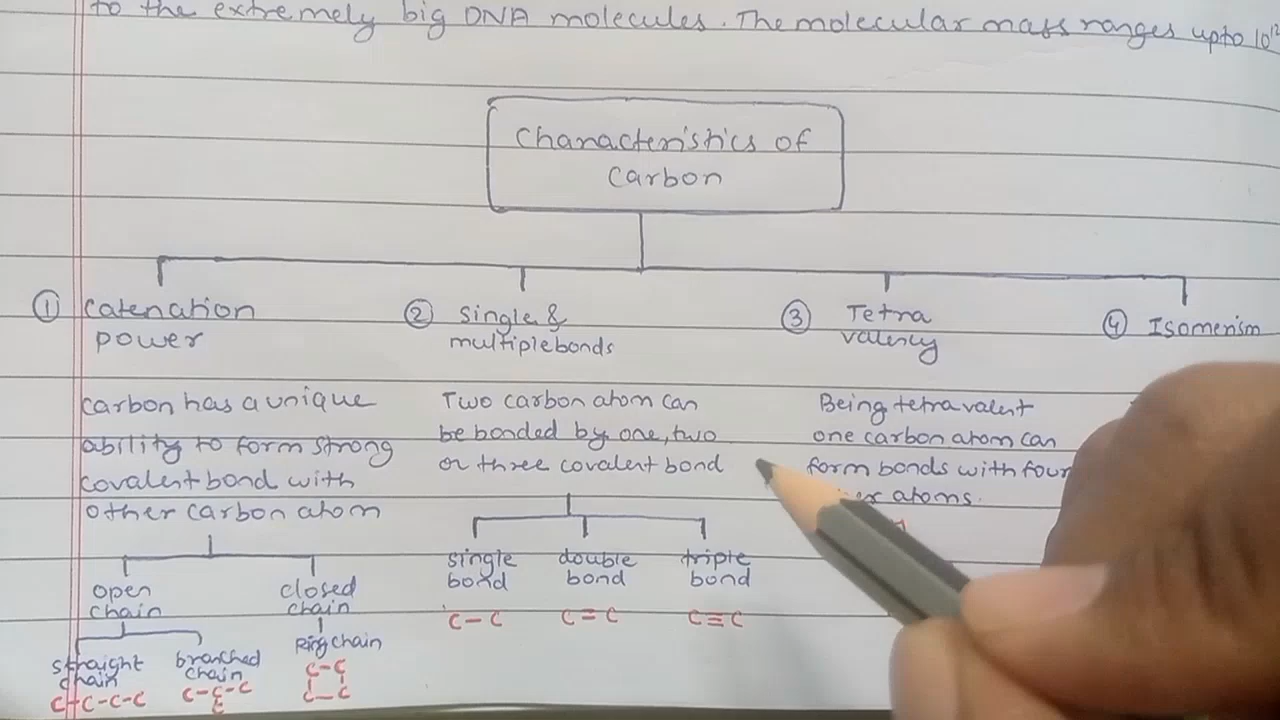 to the extremely big DNA molecules. The molecular mass ranges upto 10¹²
Characteristics of
Carbon
① Catenation
power
Carbon has a unique
ability to form strong
covalent bond with
other carbon atom
open
chain
closed
chain
straight
chain
C-C-C-C
branched
chain
C-C-C
C
Ring chain
C-C
C-C
② Single &
multiple bonds
Two carbon atom can
be bonded by one, two
or three covalent bond
single
bond
C-C
double
bond
C=C
triple
bond
C≡C
③ Tetra
valency
Being tetravalent
one carbon atom can
form bonds with four
atoms.
④ Isomerism